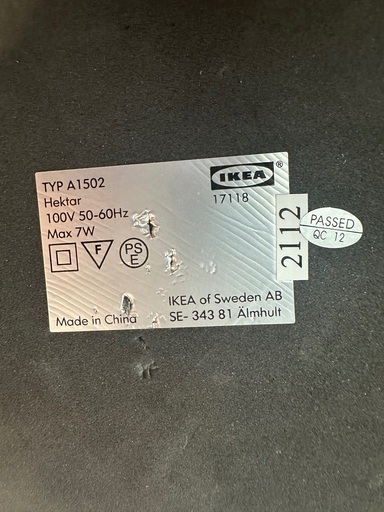 TYP A1502
Hektar
100V 50-60Hz
Max 7W
F
PS
E
Made in China
IKEA®
17118
IKEA of Sweden AB
SE- 343 81 Älmhult
2112
PASSED
QC 12